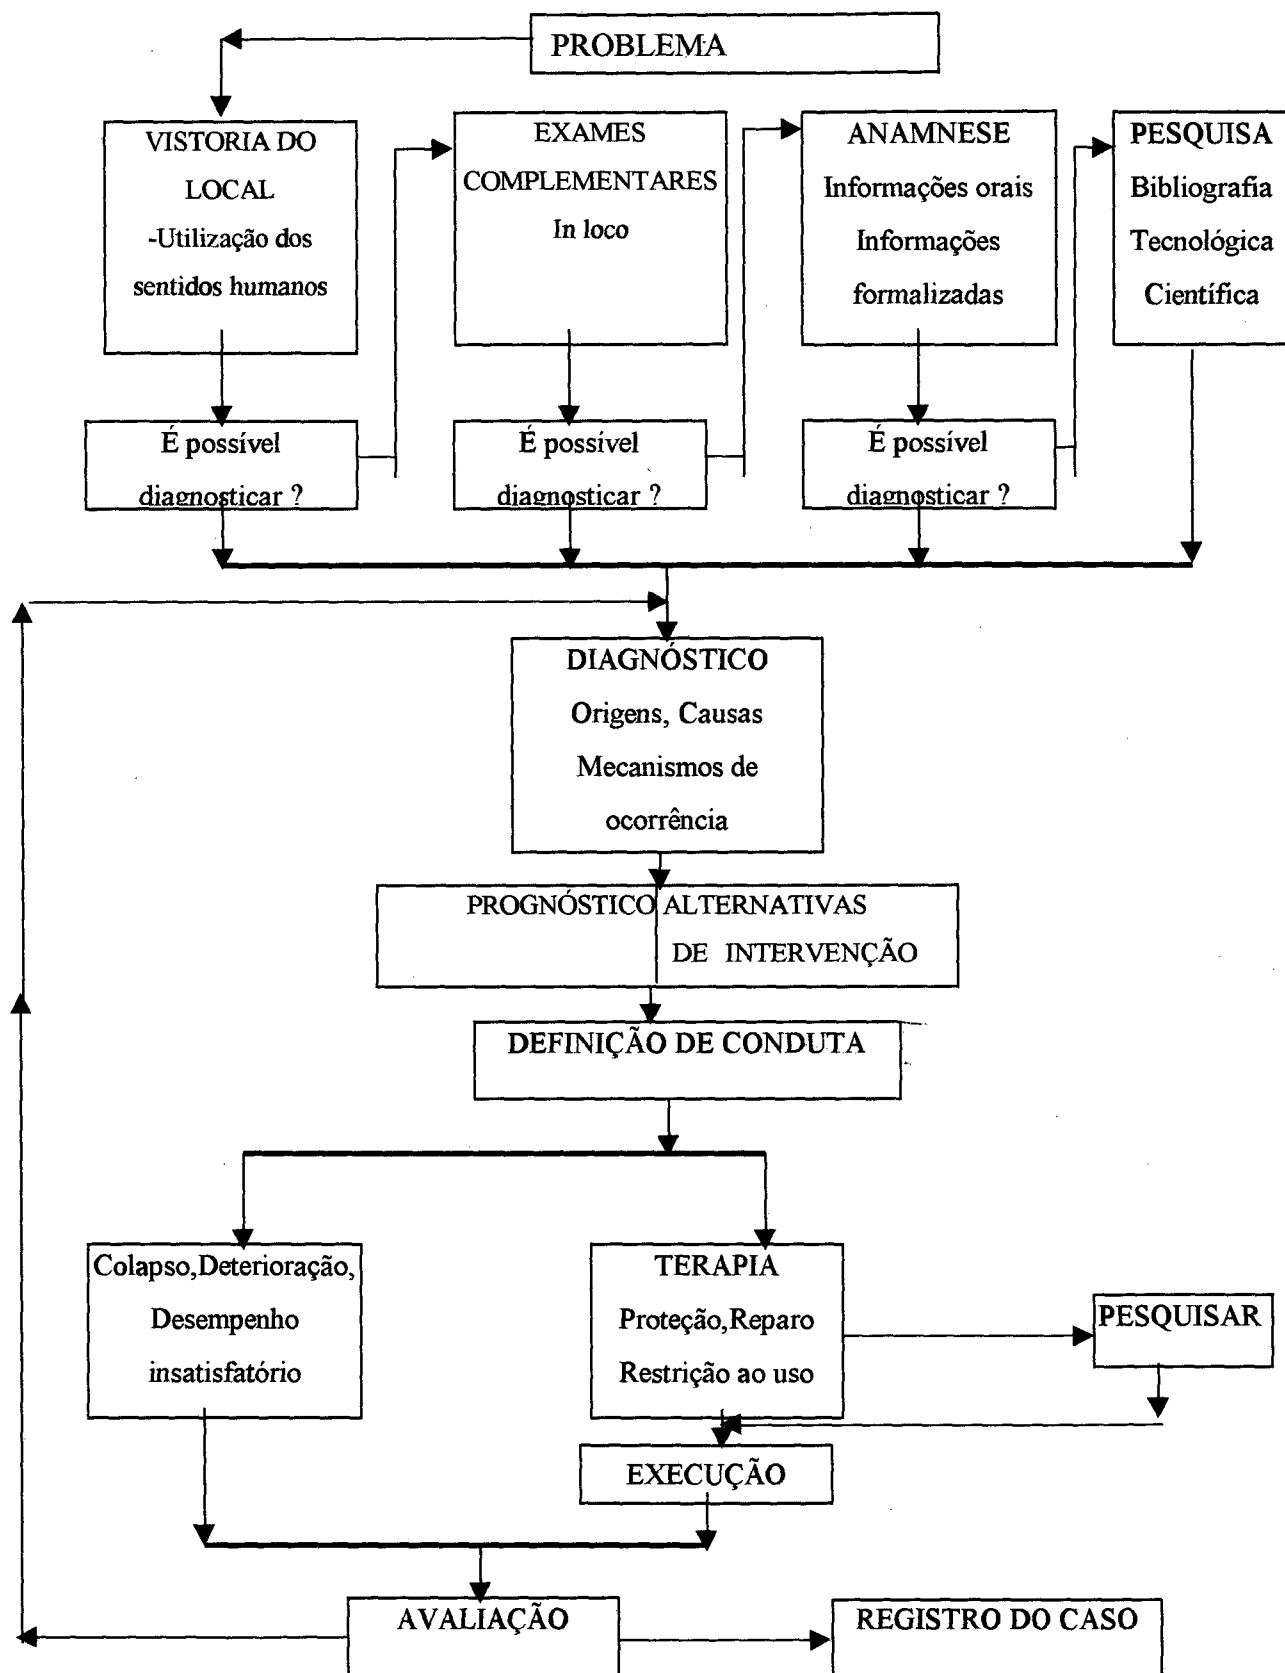 PROBLEMA
VISTORIA DO
LOCAL
-Utilização dos
sentidos humanos
EXAMES
COMPLEMENTARES
In loco
ANAMNESE
Informações orais
Informações
formalizadas
PESQUISA
Bibliografia
Tecnológica
Científica
É possível
diagnosticar ?
É possível
diagnosticar ?
É possível
diagnosticar ?
DIAGNÓSTICO
Origens, Causas
Mecanismos de
ocorrência
PROGNÓSTICO ALTERNATIVAS
DE INTERVENÇÃO
DEFINIÇÃO DE CONDUTA
Colapso,Deterioração,
Desempenho
insatisfatório
TERAPIA
Proteção,Reparo
Restrição ao uso
PESQUISAR
EXECUÇÃO
AVALIAÇÃO
REGISTRO DO CASO